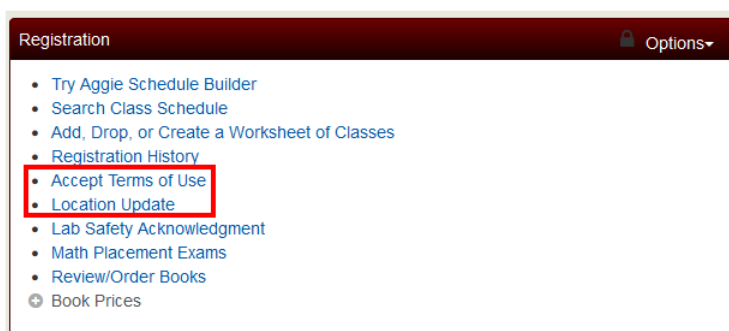 Registration Options
Try Aggie Schedule Builder
Search Class Schedule
Add, Drop, or Create a Worksheet of Classes
Registration History
Accept Terms of Use
Location Update
Lab Safety Acknowledgment
Math Placement Exams
Review/Order Books
Book Prices